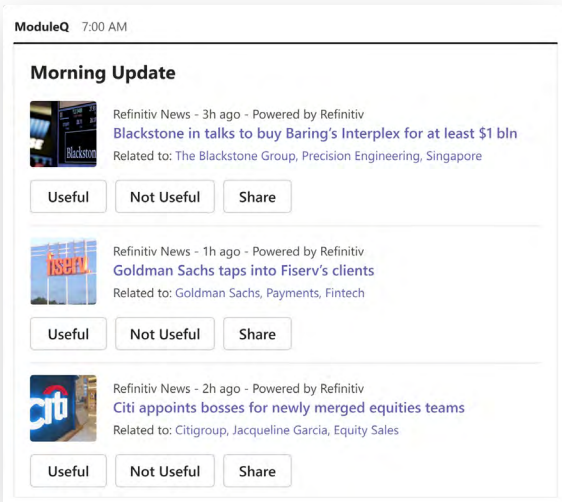 ModuleQ 7:00 AM
Morning Update
Blackston
Refinitiv News - 3h ago - Powered by Refinitiv
Blackstone in talks to buy Baring's Interplex for at least $1 bln
Related to: The Blackstone Group, Precision Engineering, Singapore
Useful Not Useful Share
fiserv
Refinitiv News - 1h ago - Powered by Refinitiv
Goldman Sachs taps into Fiserv's clients
Related to: Goldman Sachs, Payments, Fintech
Useful Not Useful Share
citi
Refinitiv News - 2h ago - Powered by Refinitiv
Citi appoints bosses for newly merged equities teams
Related to: Citigroup, Jacqueline Garcia, Equity Sales
Useful Not Useful Share